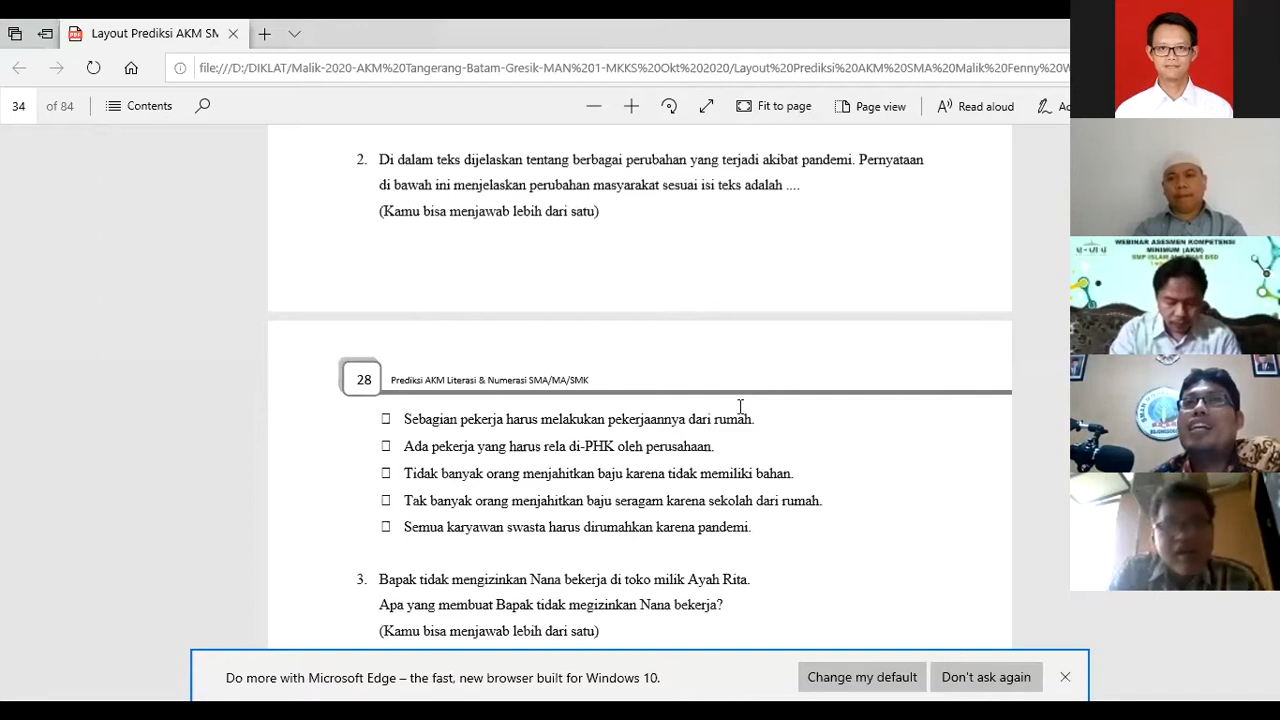 Layout Prediksi AKM SM
file:///D:/DIKLAT/Malik-2020-AKM%20Tangerang-Batam-Gresik-MAN%201-MKKS%20Okt%202020/Layout%20Prediksi%20AKM%20SMA%20Malik%20Fenny%20W
34 of 84
Contents
Fit to page
Page view
Read aloud
2. Di dalam teks dijelaskan tentang berbagai perubahan yang terjadi akibat pandemi. Pernyataan
di bawah ini menjelaskan perubahan masyarakat sesuai isi teks adalah ....
(Kamu bisa menjawab lebih dari satu)
28 Prediksi AKM Literasi & Numerasi SMA/MA/SMK
☐ Sebagian pekerja harus melakukan pekerjaannya dari rumah.
☐ Ada pekerja yang harus rela di-PHK oleh perusahaan.
☐ Tidak banyak orang menjahitkan baju karena tidak memiliki bahan.
☐ Tak banyak orang menjahitkan baju seragam karena sekolah dari rumah.
☐ Semua karyawan swasta harus dirumahkan karena pandemi.
3. Bapak tidak mengizinkan Nana bekerja di toko milik Ayah Rita.
Apa yang membuat Bapak tidak megizinkan Nana bekerja?
(Kamu bisa menjawab lebih dari satu)
Do more with Microsoft Edge – the fast, new browser built for Windows 10.
Change my default
Don't ask again
WEBINAR ASESMEN KOMPETENSI
MINIMUM (AKM)